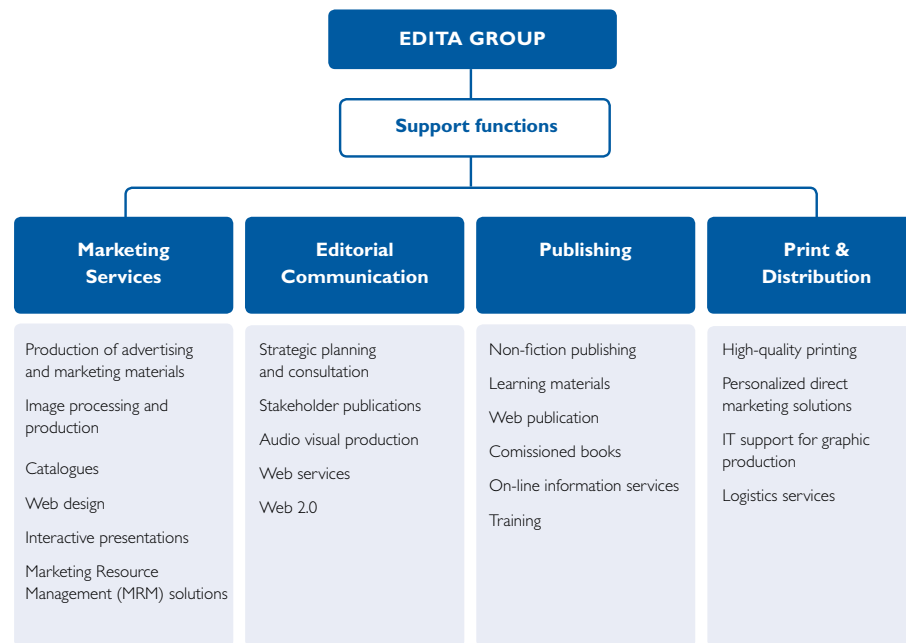 EDITA GROUP
Support functions
Marketing
Services
Production of advertising
and marketing materials
Image processing and
production
Catalogues
Web design
Interactive presentations
Marketing Resource
Management (MRM) solutions
Editorial
Communication
Strategic planning
and consultation
Stakeholder publications
Audio visual production
Web services
Web 2.0
Publishing
Non-fiction publishing
Learning materials
Web publication
Comissioned books
On-line information services
Training
Print &
Distribution
High-quality printing
Personalized direct
marketing solutions
IT support for graphic
production
Logistics services